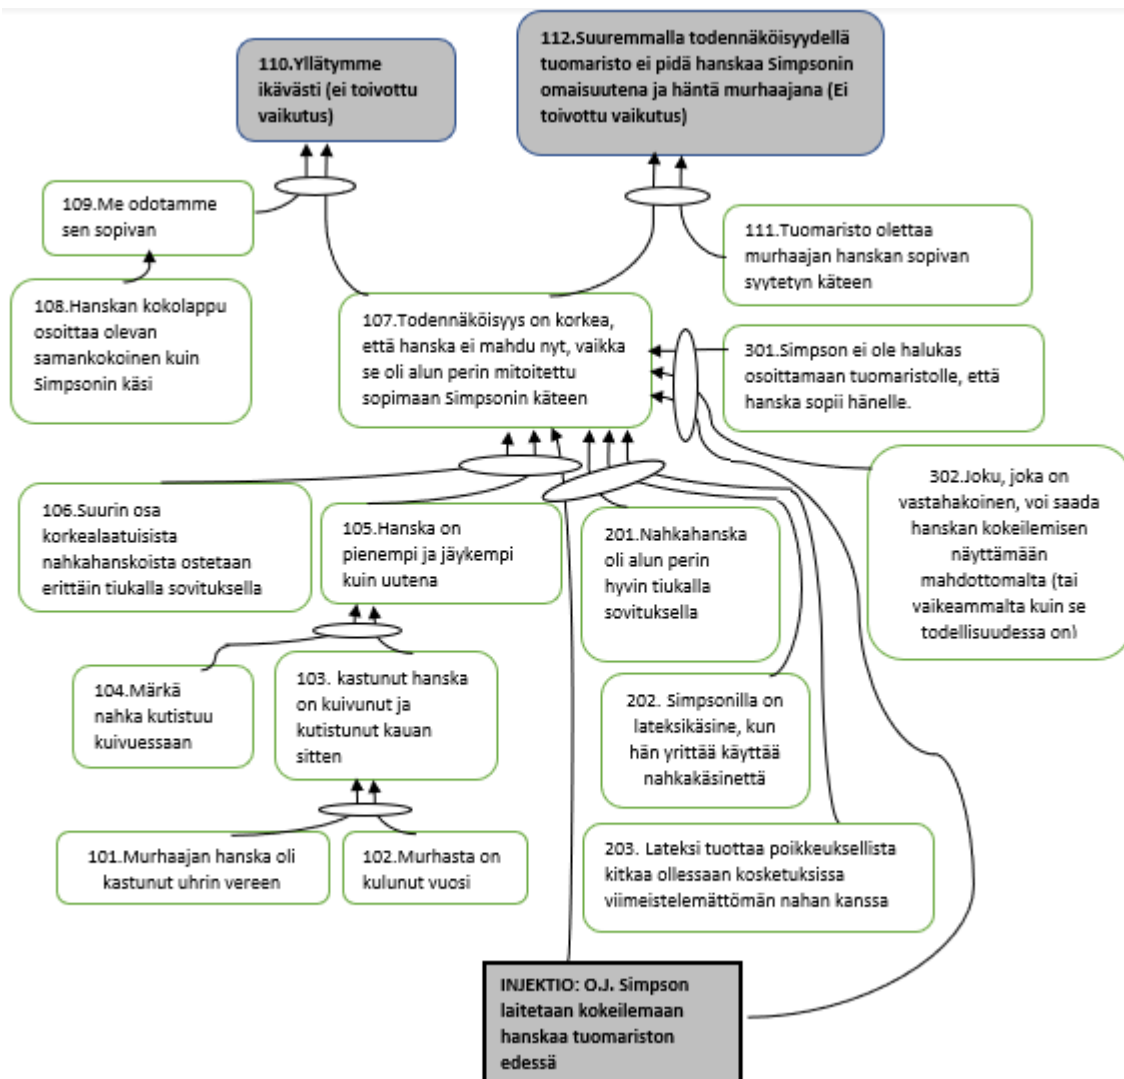 110.Yllätymme
ikävästi (ei toivottu
vaikutus)
112.Suuremmalla todennäköisyydellä
tuomaristo ei pidä hanskaa Simpsonin
omaisuutena ja häntä murhaajana (Ei
toivottu vaikutus)
109.Me odotamme
sen sopivan
111.Tuomaristo olettaa
murhaajan hanskan sopivan
syytetyn käteen
108.Hanskan kokolappu
osoittaa olevan
samankokoinen kuin
Simpsonin käsi
107.Todennäköisyys on korkea,
että hanska ei mahdu nyt, vaikka
se oli alun perin mitoitettu
sopimaan Simpsonin käteen
301.Simpson ei ole halukas
osoittamaan tuomaristolle, että
hanska sopii hänelle.
106.Suurin osa
korkealaatuisista
nahkahanskoista ostetaan
erittäin tiukalla sovituksella
105.Hanska on
pienempi ja jäykempi
kuin uutena
201.Nahkahanska
oli alun perin
hyvin tiukalla
sovituksella
302.Joku, joka on
vastahakoinen, voi saada
hanskan kokeilemisen
näyttämään
mahdottomalta (tai
vaikeammalta kuin se
todellisuudessa on)
104.Märkä
nahka kutistuu
kuivuessaan
103. kastunut hanska
on kuivunut ja
kutistunut kauan
sitten
202. Simpsonilla on
lateksikäsine, kun
hän yrittää käyttää
nahkakäsinettä
101.Murhaajan hanska oli
kastunut uhrin vereen
102.Murhasta on
kulunut vuosi
203. Lateksi tuottaa poikkeuksellista
kitkaa ollessaan kosketuksissa
viimeistelemättömän nahan kanssa
INJEKTIO: O.J. Simpson
laitetaan kokeilemaan
hanskaa tuomariston
edessä